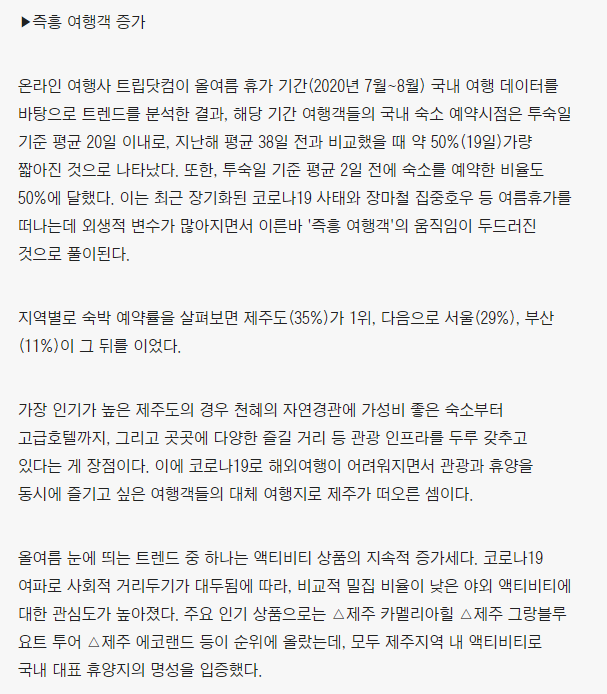 ▶즉흥 여행객 증가
온라인 여행사 트립닷컴이 올여름 휴가 기간(2020년 7월~8월) 국내 여행 데이터를
바탕으로 트렌드를 분석한 결과, 해당 기간 여행객들의 국내 숙소 예약시점은 투숙일
기준 평균 20일 이내로, 지난해 평균 38일 전과 비교했을 때 약 50%(19일)가량
짧아진 것으로 나타났다. 또한, 투숙일 기준 평균 2일 전에 숙소를 예약한 비율도
50%에 달했다. 이는 최근 장기화된 코로나19 사태와 장마철 집중호우 등 여름휴가를
떠나는데 외생적 변수가 많아지면서 이른바 '즉흥 여행객'의 움직임이 두드러진
것으로 풀이된다.
지역별로 숙박 예약률을 살펴보면 제주도(35%)가 1위, 다음으로 서울(29%), 부산
(11%)이 그 뒤를 이었다.
가장 인기가 높은 제주도의 경우 천혜의 자연경관에 가성비 좋은 숙소부터
고급호텔까지, 그리고 곳곳에 다양한 즐길 거리 등 관광 인프라를 두루 갖추고
있다는 게 장점이다. 이에 코로나19로 해외여행이 어려워지면서 관광과 휴양을
동시에 즐기고 싶은 여행객들의 대체 여행지로 제주가 떠오른 셈이다.
올여름 눈에 띄는 트렌드 중 하나는 액티비티 상품의 지속적 증가세다. 코로나19
여파로 사회적 거리두기가 대두됨에 따라, 비교적 밀집 비율이 낮은 야외 액티비티에
대한 관심도가 높아졌다. 주요 인기 상품으로는 △제주 카멜리아힐 △제주 그랑블루
요트 투어 △제주 에코랜드 등이 순위에 올랐는데, 모두 제주지역 내 액티비티로
국내 대표 휴양지의 명성을 입증했다.